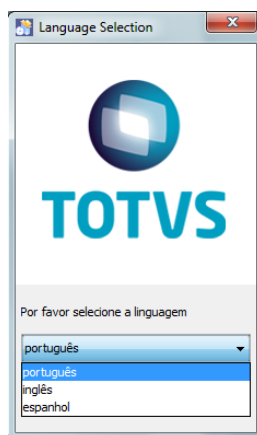 Language Selection
TOTVS
Por favor selecione a linguagem
português
português
inglês
espanhol